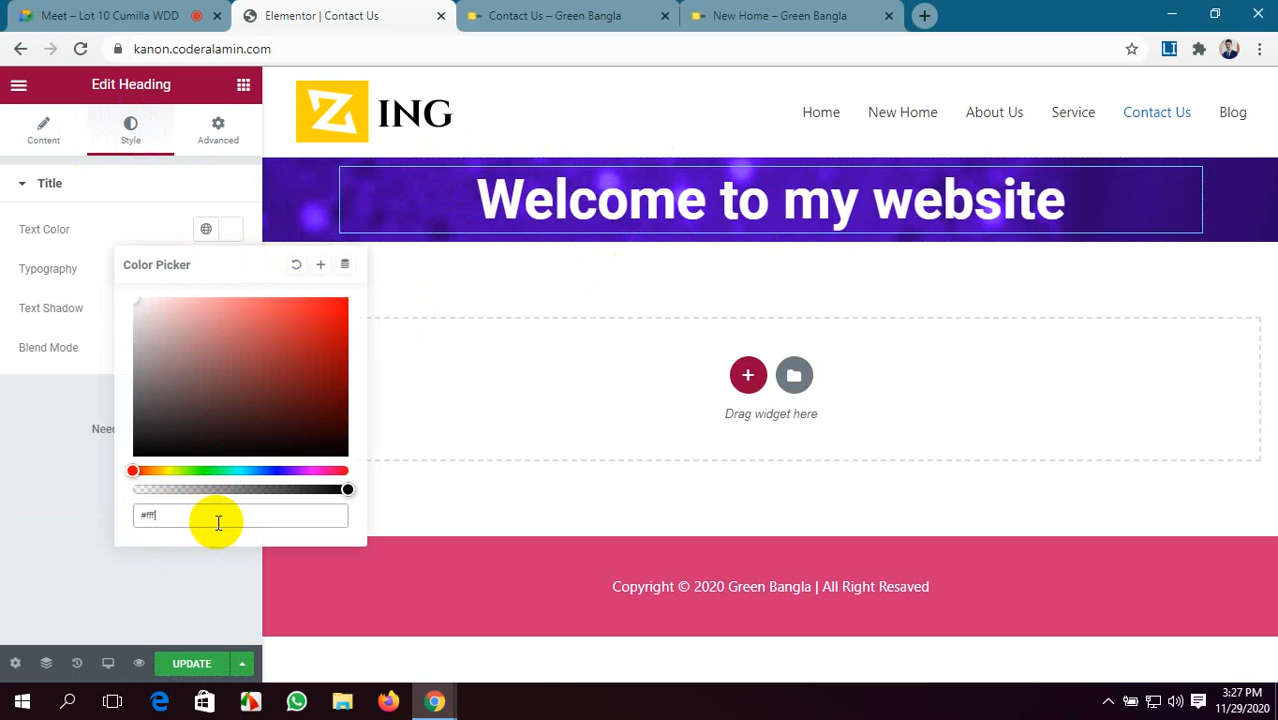 Meet – Lot 10 Cumilla WDD
Elementor | Contact Us
Contact Us – Green Bangla
New Home – Green Bangla
kanon.coderalamin.com
Edit Heading
Content
Style
Advanced
ING
Home
New Home
About Us
Service
Contact Us
Blog
Title
Welcome to my website
Text Color
Color Picker
Typography
Text Shadow
Blend Mode
Drag widget here
Need
#fff
Copyright © 2020 Green Bangla | All Right Resaved
UPDATE
3:27 PM
11/29/2020